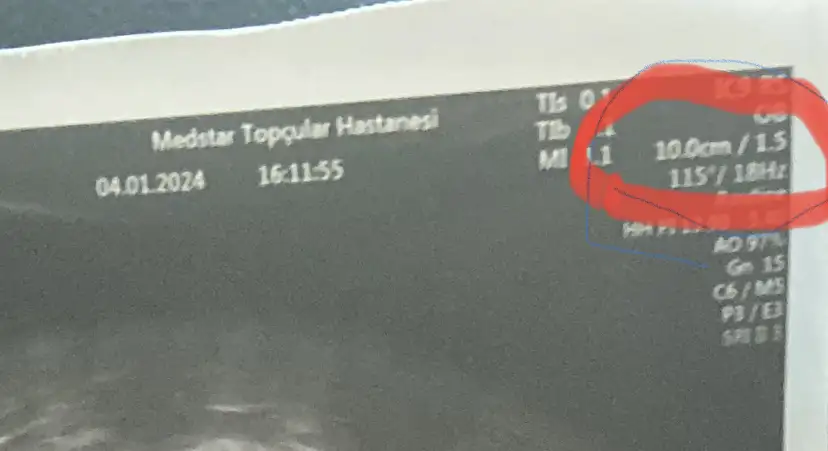 Medstar Topçular Hastanesi
04.01.2024 16:11:55
TIs
TIb
MI
10.0cm / 1.5
115°/ 18Hz
AO 97%
Gn 15
C6 / M5
P3 / E3